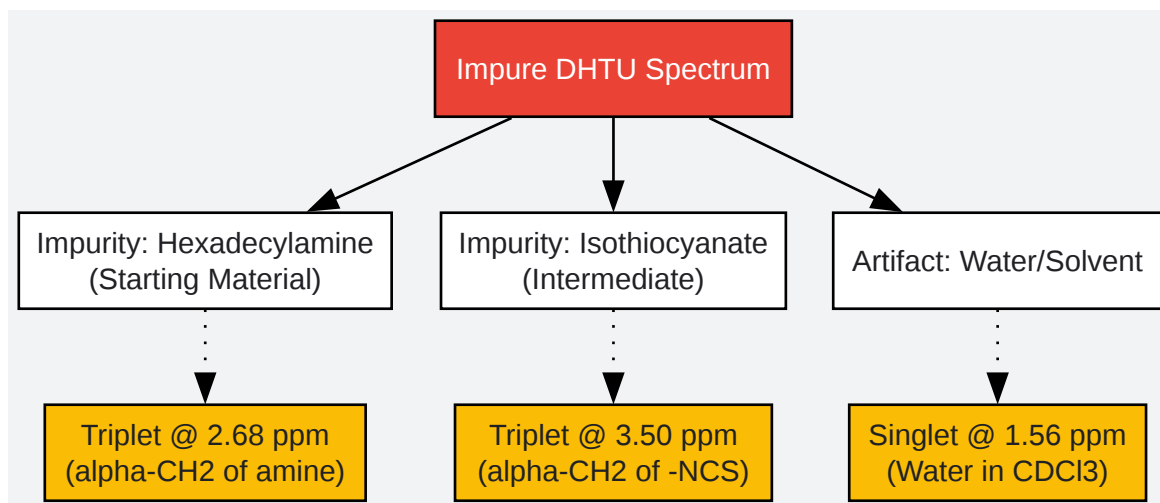 Impure DHTU Spectrum
Impurity: Hexadecylamine
(Starting Material)
Impurity: Isothiocyanate
(Intermediate)
Artifact: Water/Solvent
Triplet @ 2.68 ppm
(alpha-CH2 of amine)
Triplet @ 3.50 ppm
(alpha-CH2 of -NCS)
Singlet @ 1.56 ppm
(Water in CDCl3)